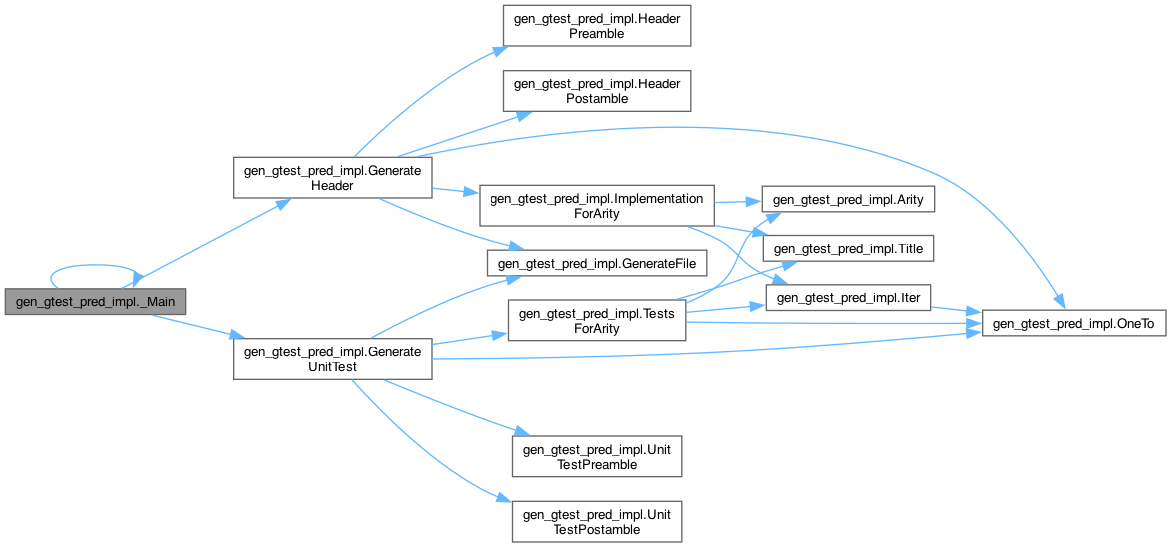 gen_gtest_pred_impl.Header
Preamble
gen_gtest_pred_impl.Header
Postamble
gen_gtest_pred_impl.Generate
Header
gen_gtest_pred_impl.Implementation
ForArity
gen_gtest_pred_impl.Arity
gen_gtest_pred_impl.Title
gen_gtest_pred_impl.GenerateFile
gen_gtest_pred_impl._Main
gen_gtest_pred_impl.Iter
gen_gtest_pred_impl.Tests
ForArity
gen_gtest_pred_impl.OneTo
gen_gtest_pred_impl.Generate
UnitTest
gen_gtest_pred_impl.Unit
TestPreamble
gen_gtest_pred_impl.Unit
TestPostamble